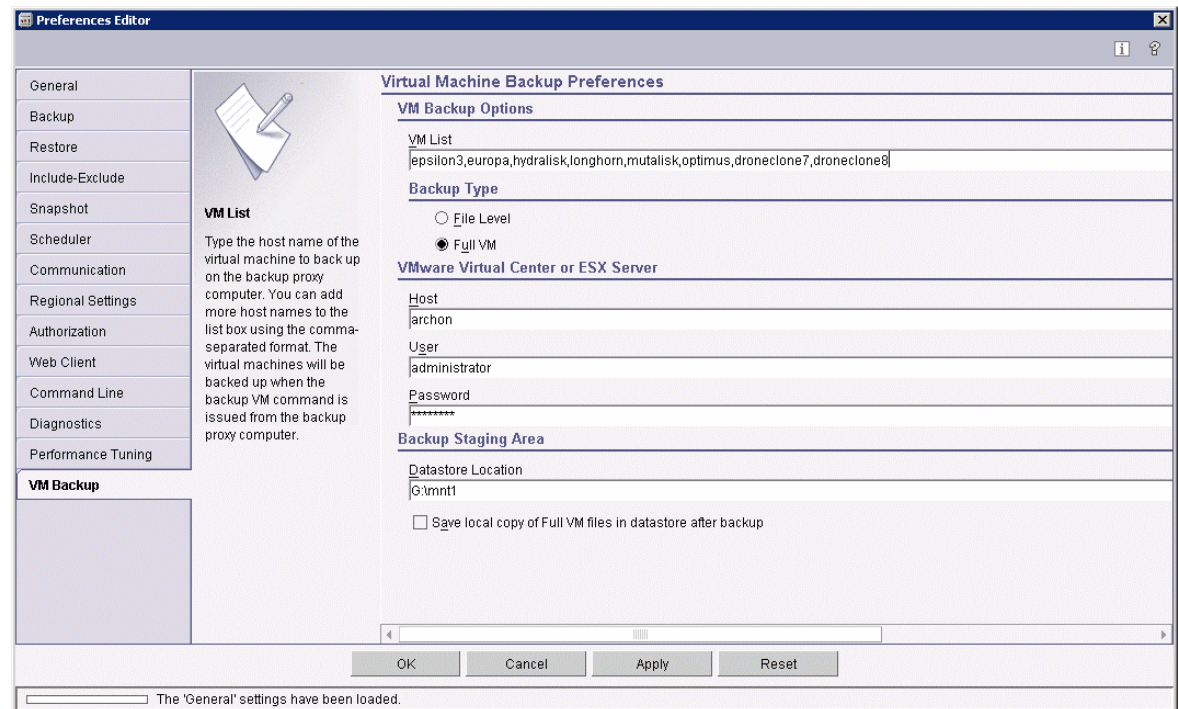 Preferences Editor
General
Backup
Restore
Include-Exclude
Snapshot
Scheduler
Communication
Regional Settings
Authorization
Web Client
Command Line
Diagnostics
Performance Tuning
VM Backup
VM List
Type the host name of the
virtual machine to back up
on the backup proxy
computer. You can add
more host names to the
list box using the comma-
separated format. The
virtual machines will be
backed up when the
backup VM command is
issued from the backup
proxy computer.
Virtual Machine Backup Preferences
VM Backup Options
VM List
epsilon3,europa,hydralisk,longhorn,mutalisk,optimus,droneclone7,droneclone8
Backup Type
File Level
Full VM
VMware Virtual Center or ESX Server
Host
archon
User
administrator
Password
********
Backup Staging Area
Datastore Location
G:\mnt1
Save local copy of Full VM files in datastore after backup
OK
Cancel
Apply
Reset
The 'General' settings have been loaded.